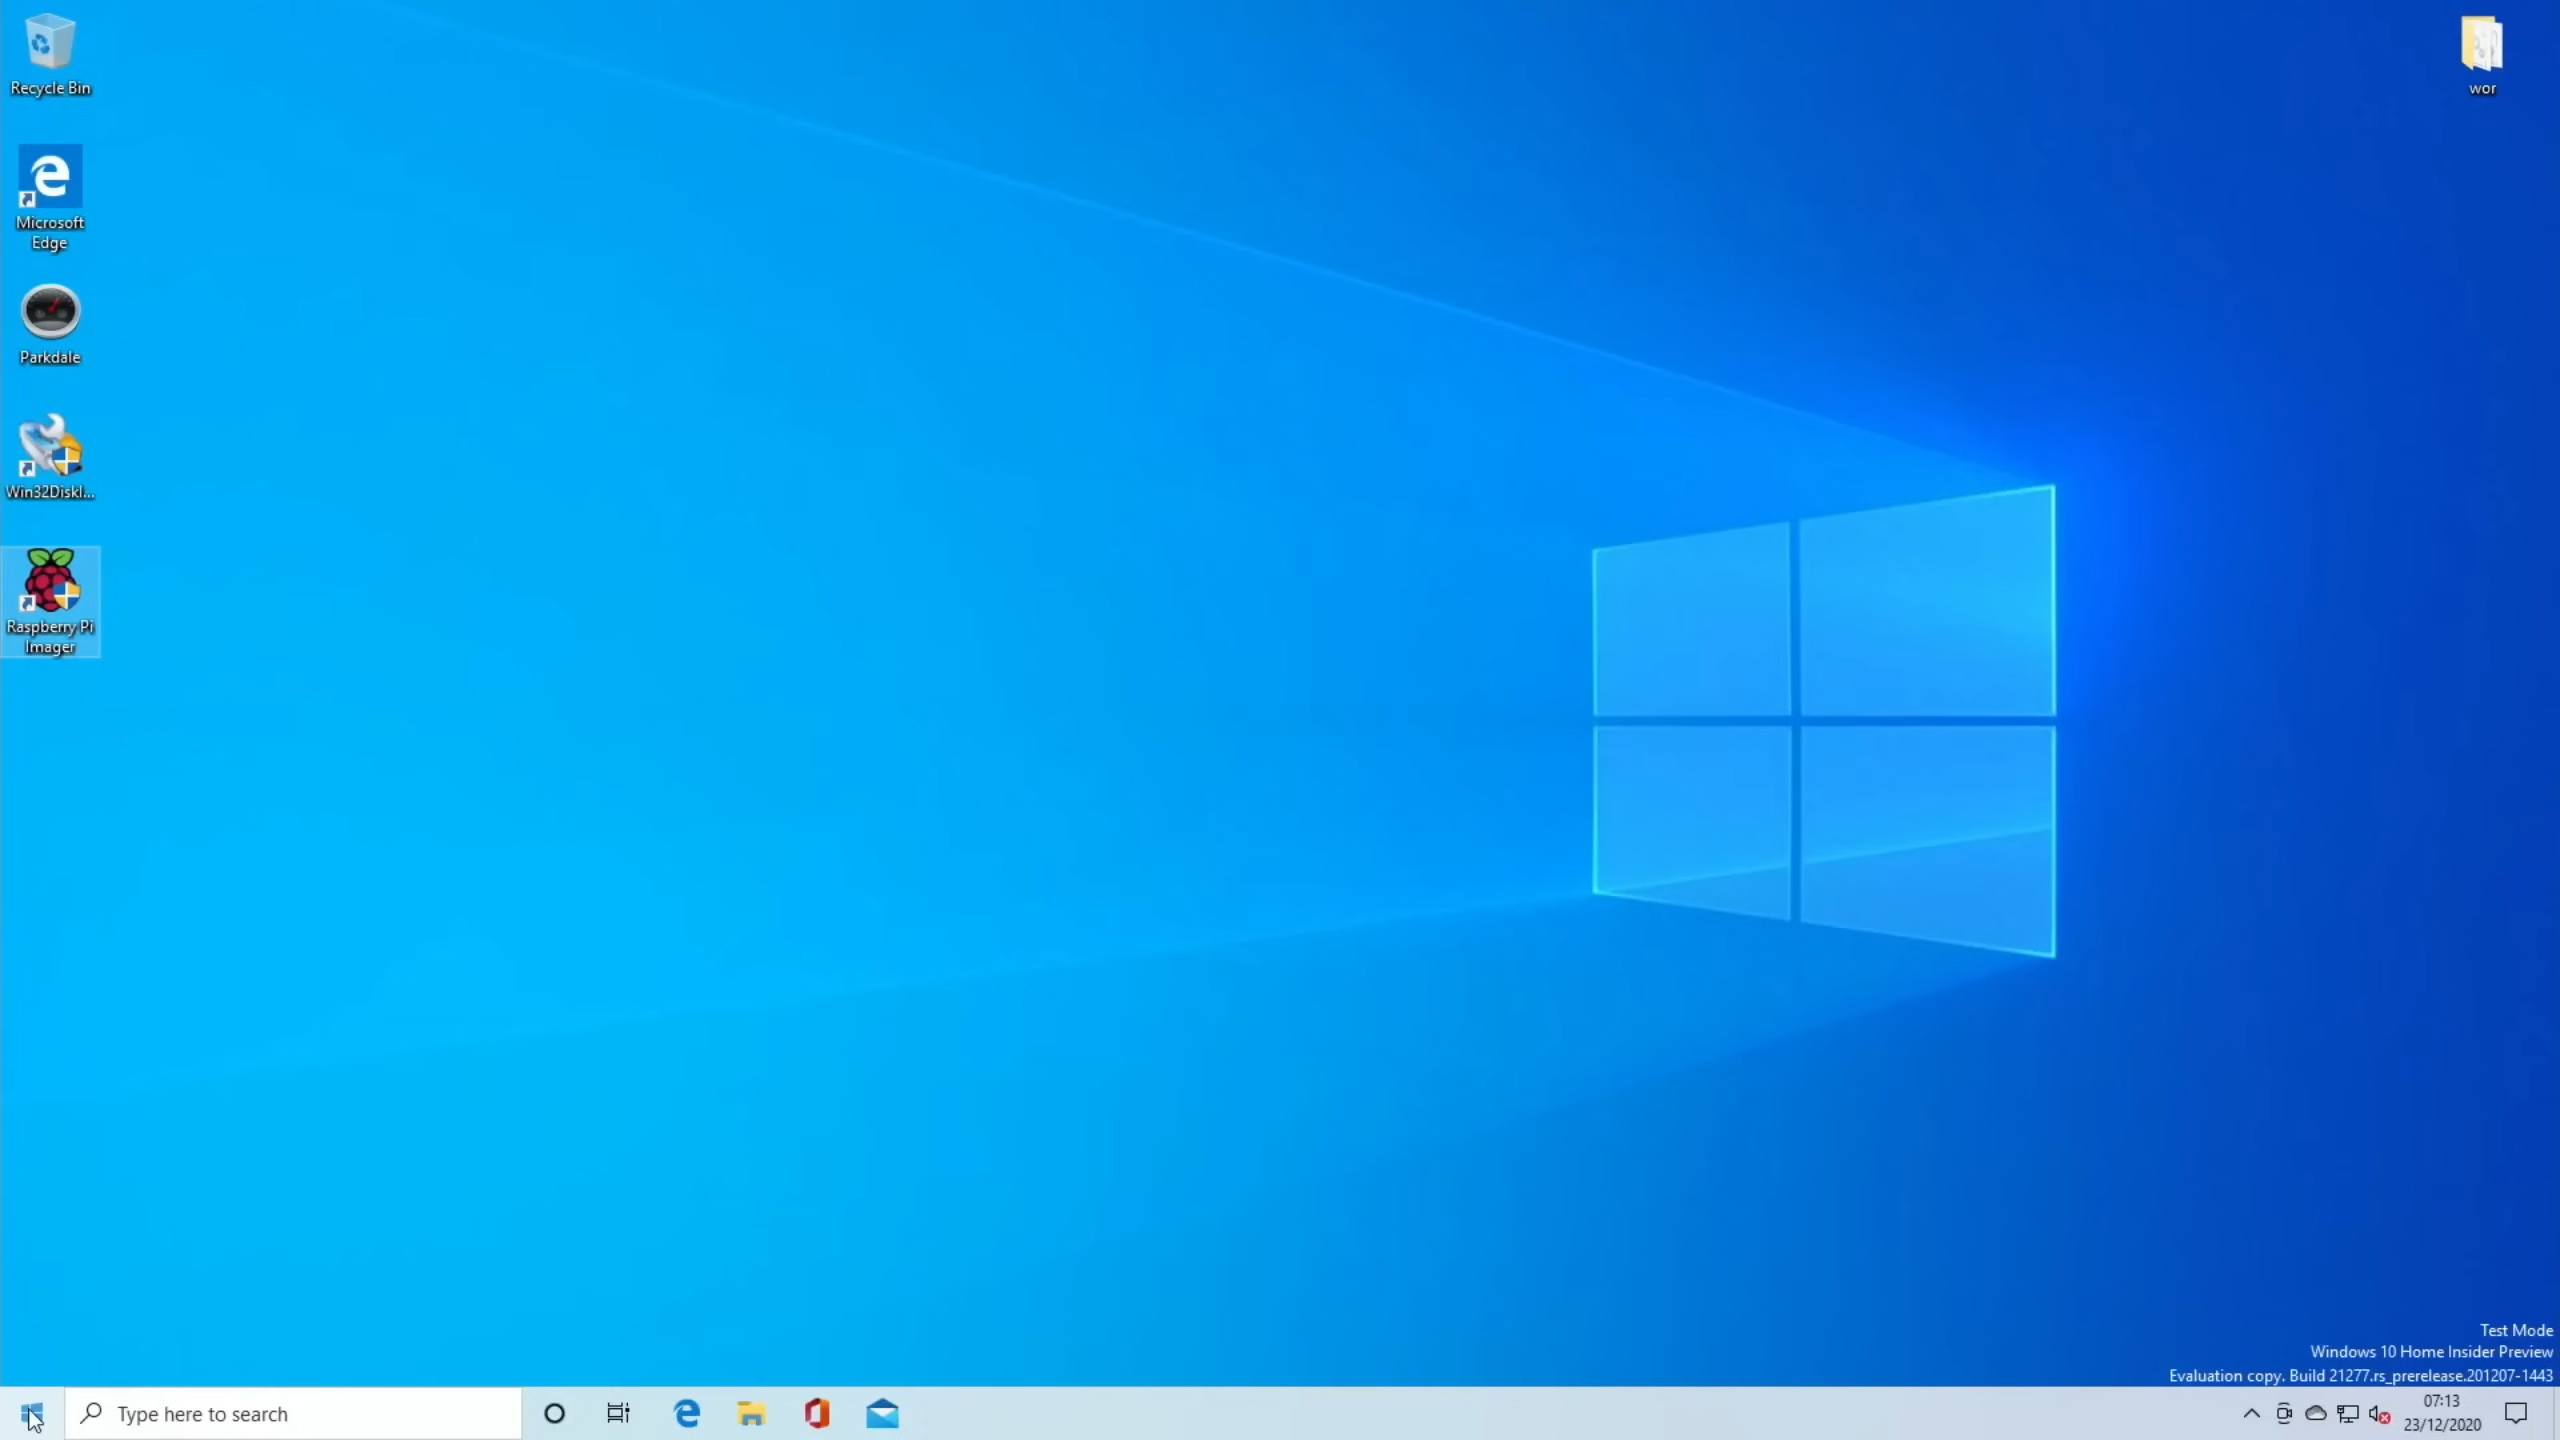 Recycle Bin
wor
Microsoft
Edge
Parkdale
Win32DiskI...
Raspberry Pi
Imager
Test Mode
Windows 10 Home Insider Preview
Evaluation copy. Build 21277.rs_prerelease.201207-1443
Type here to search
07:13
23/12/2020